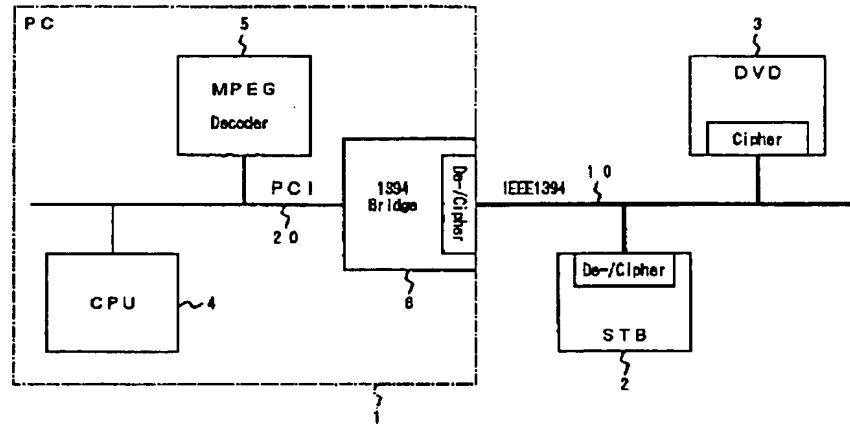 PC
5
MPEG
Decoder
3
DVD
Cipher
PCI
20
1394
Bridge
De-/Cipher
IEEE1394
10
CPU
4
6
De-/Cipher
STB
2
1